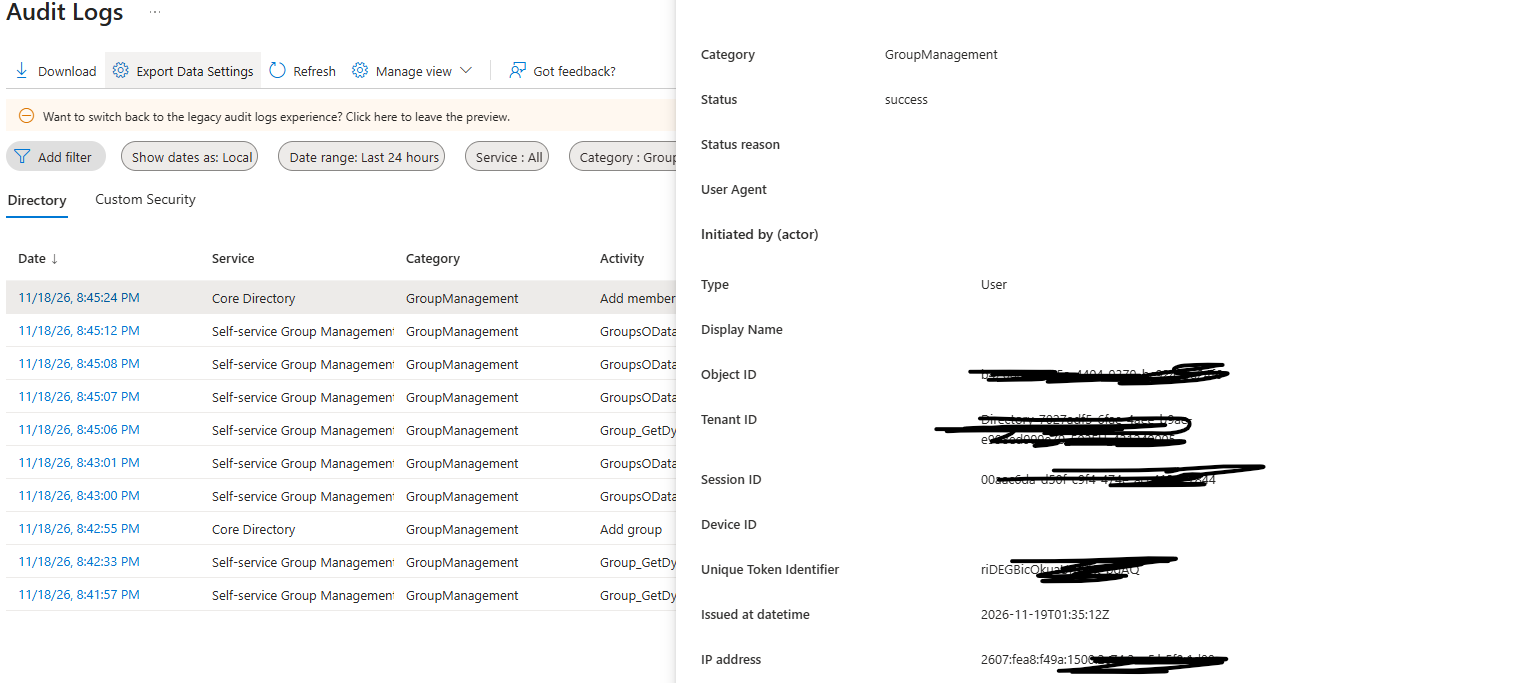 Audit Logs ...
Download Export Data Settings Refresh Manage view Got feedback?
Want to switch back to the legacy audit logs experience? Click here to leave the preview.
Add filter Show dates as: Local Date range: Last 24 hours Service : All Category : Group
Directory Custom Security
Date ↓ Service Category Activity
11/18/26, 8:45:24 PM Core Directory GroupManagement Add member
11/18/26, 8:45:12 PM Self-service Group Management GroupManagement GroupsOData
11/18/26, 8:45:08 PM Self-service Group Management GroupManagement GroupsOData
11/18/26, 8:45:07 PM Self-service Group Management GroupManagement GroupsOData
11/18/26, 8:45:06 PM Self-service Group Management GroupManagement Group_GetDy
11/18/26, 8:43:01 PM Self-service Group Management GroupManagement GroupsOData
11/18/26, 8:43:00 PM Self-service Group Management GroupManagement GroupsOData
11/18/26, 8:42:55 PM Core Directory GroupManagement Add group
11/18/26, 8:42:33 PM Self-service Group Management GroupManagement Group_GetDy
11/18/26, 8:41:57 PM Self-service Group Management GroupManagement Group_GetDy
Category GroupManagement
Status success
Status reason
User Agent
Initiated by (actor)
Type User
Display Name
Object ID
Tenant ID
Session ID
Device ID
Unique Token Identifier
Issued at datetime 2026-11-19T01:35:12Z
IP address